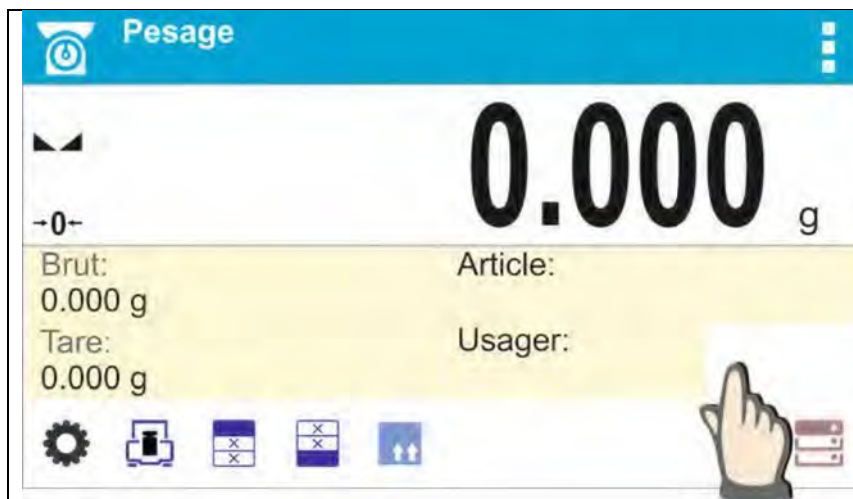 Pesage
0.000 g
→0←
Brut:
0.000 g
Tare:
0.000 g
Article:
Usager: